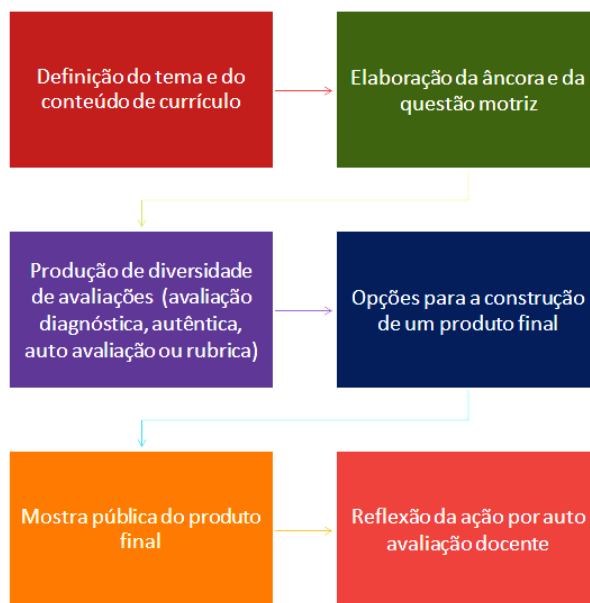 Definição do tema e do
conteúdo de currículo
Elaboração da âncora e da
questão motriz
Produção de diversidade
de avaliações (avaliação
diagnóstica, autêntica,
auto avaliação ou rubrica)
Opções para a construção
de um produto final
Mostra pública do produto
final
Reflexão da ação por auto
avaliação docente